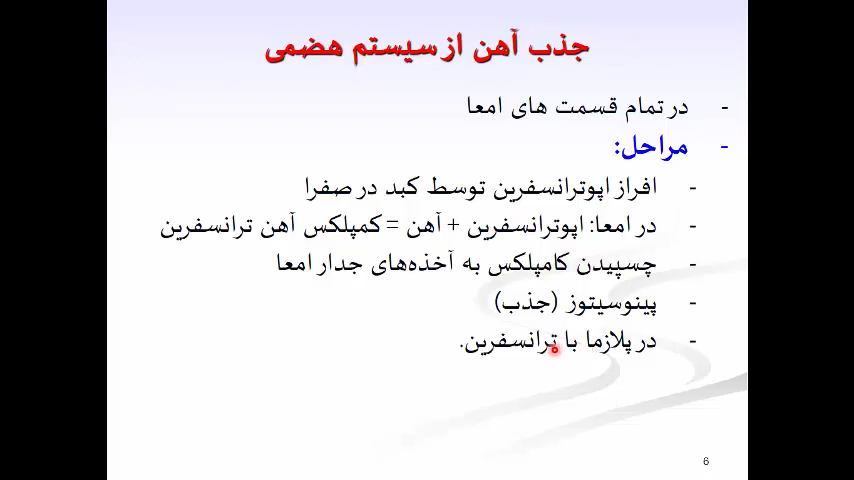 جذب آهن از سیستم هضمی
- در تمام قسمت های امعا
- مراحل:
- افراز اپوترانسفرین توسط کبد در صفرا
- در امعا: اپوترانسفرین + آهن = کمپلکس آهن ترانسفرین
- چسپیدن کامپلکس به آخذه‌های جدار امعا
- پینوسیتوز (جذب)
- در پلازما با ترانسفرین.
6